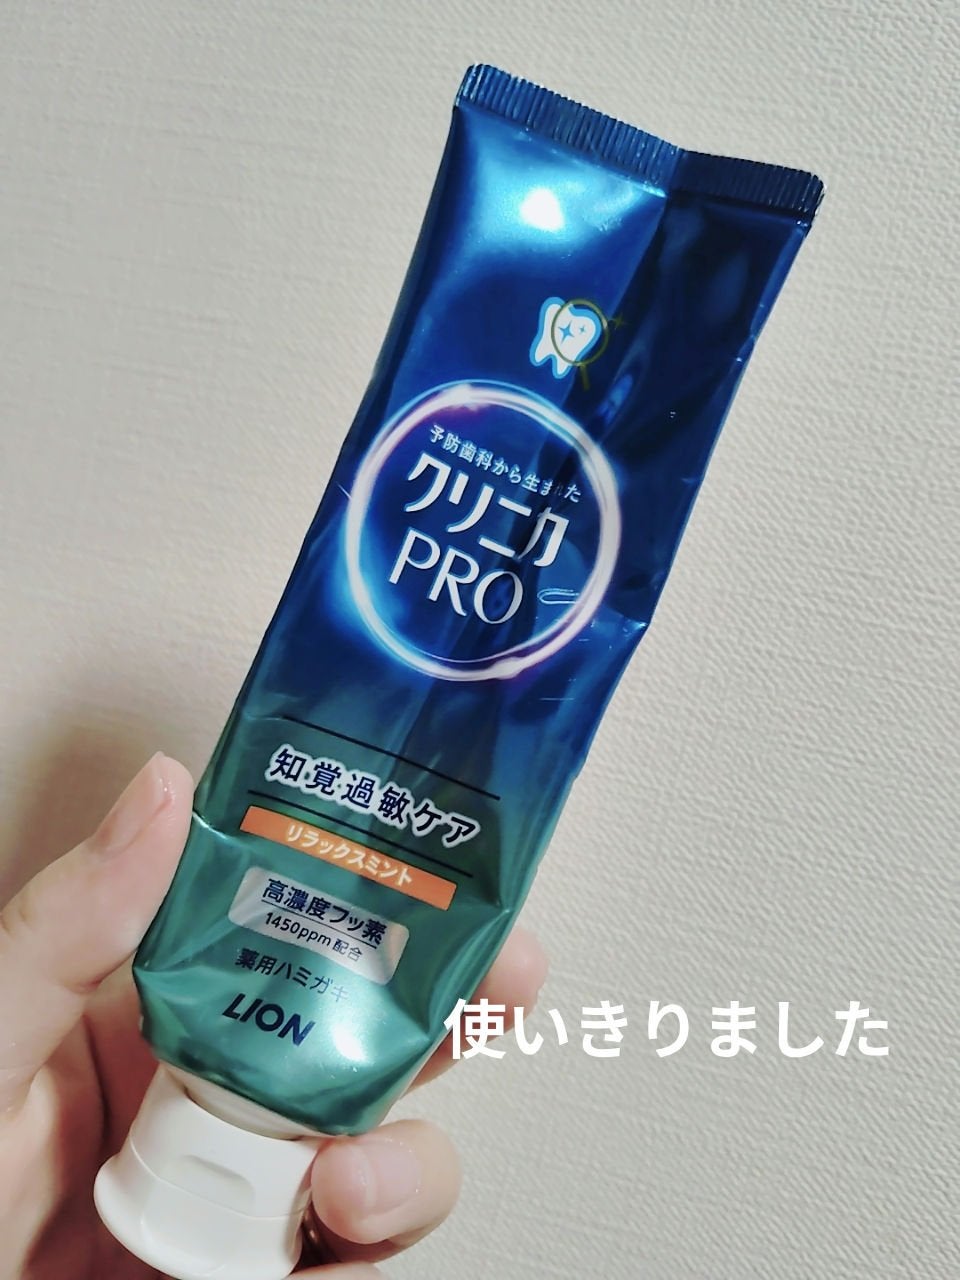 予防歯科から生まれた
クリニカ
PRO
知覚過敏ケア
リラックスミント
高濃度フッ素
1450ppm配合
薬用ハミガキ
LION
使いきりました